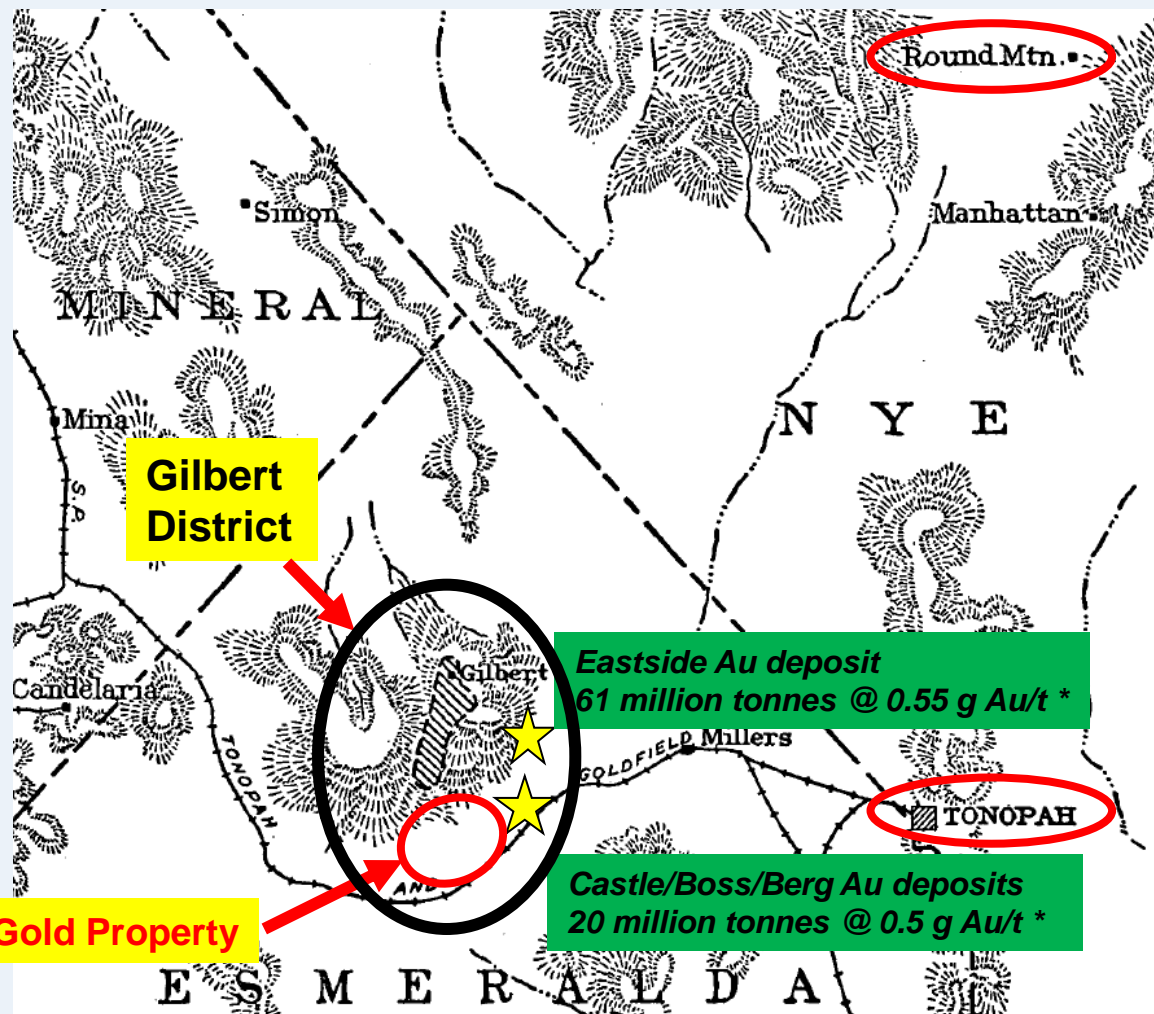 Round Mtn.
Simon
Manhattan
MINERAL
Mina
NYE
S.P.
Gilbert
District
Gilbert
Eastside Au deposit
61 million tonnes @ 0.55 g Au/t *
Candelaria
TONOPAH
AND
GOLDFIELD
Millers
TONOPAH
Castle/Boss/Berg Au deposits
20 million tonnes @ 0.5 g Au/t *
Gold Property
ESMERALDA